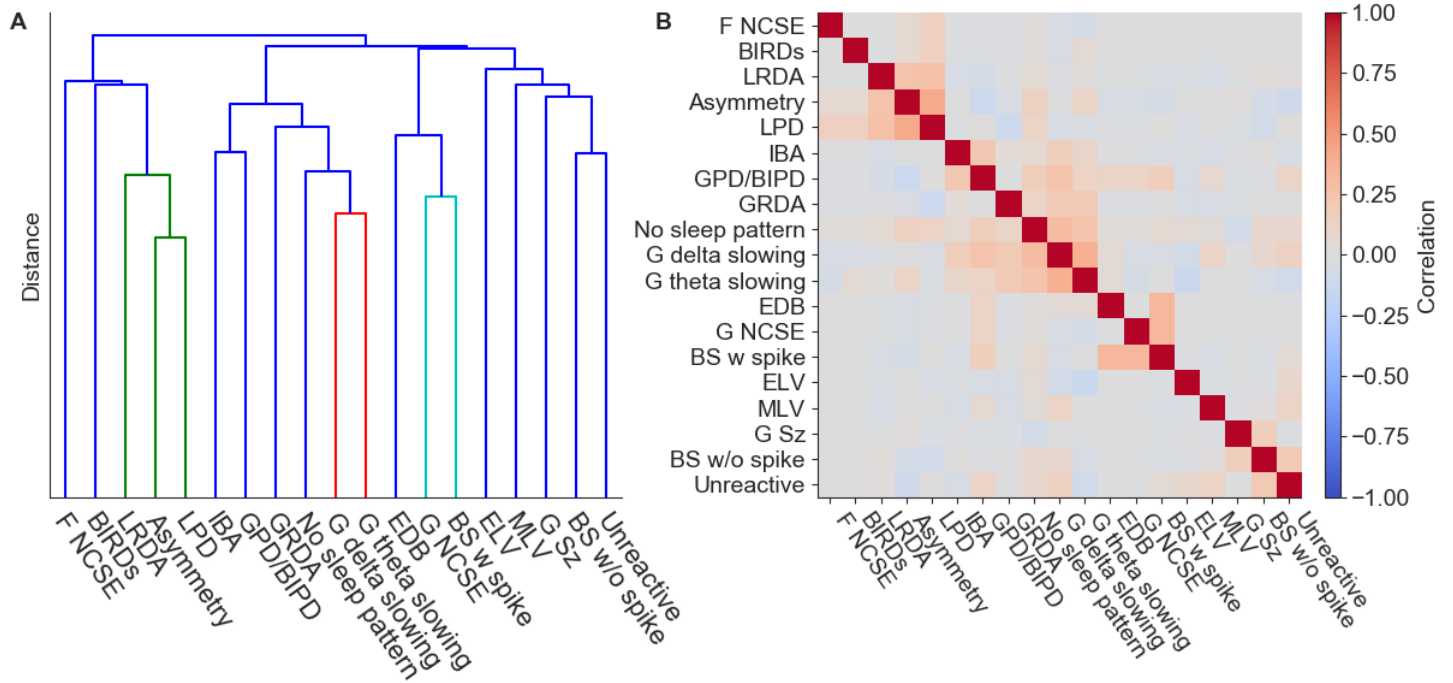 A
Distance
F NCSE
BIRDs
LRDA
Asymmetry
LPD
IBA
GPD/BIPD
GRDA
No sleep pattern
G delta slowing
G theta slowing
EDB
G NCSE
BS w spike
ELV
MLV
G Sz
BS w/o spike
Unreactive
B
F NCSE
BIRDs
LRDA
Asymmetry
LPD
IBA
GPD/BIPD
GRDA
No sleep pattern
G delta slowing
G theta slowing
EDB
G NCSE
BS w spike
ELV
MLV
G Sz
BS w/o spike
Unreactive
F NCSE
BIRDs
LRDA
Asymmetry
LPD
IBA
GPD/BIPD
GRDA
No sleep pattern
G delta slowing
G theta slowing
EDB
G NCSE
BS w spike
ELV
MLV
G Sz
BS w/o spike
Unreactive
1.00
0.75
0.50
0.25
0.00
−0.25
−0.50
−0.75
−1.00
Correlation